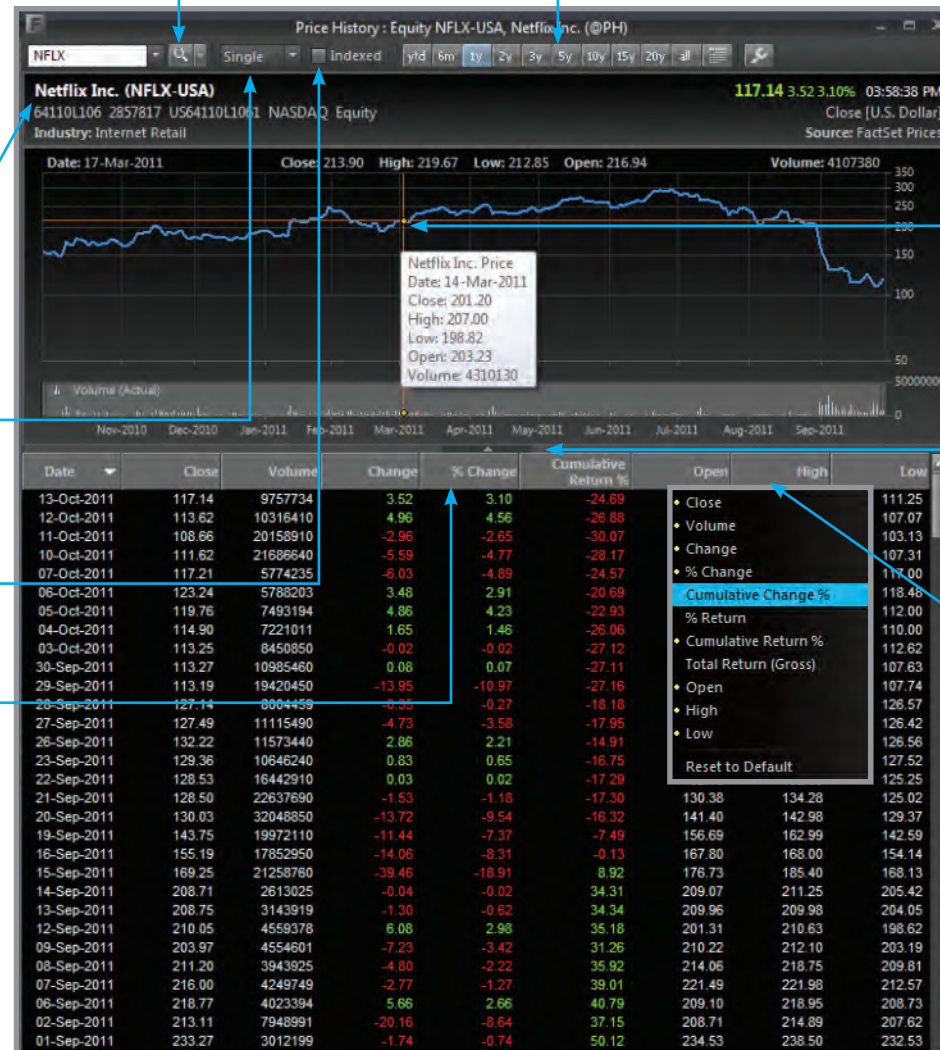 Price History : Equity NFLX-USA, Netflix Inc. (@PH)
NFLX Single Indexed ytd 6m 1y 2y 3y 5y 10y 15y 20y all
Netflix Inc. (NFLX-USA) 117.14 3.52 3.10% 03:58:38 PM
64110L106 2857817 US64110L1061 NASDAQ Equity Close [U.S. Dollar]
Industry: Internet Retail Source: FactSet Prices
Date: 17-Mar-2011 Close: 213.90 High: 219.67 Low: 212.85 Open: 216.94 Volume: 4107380
350
300
250
200
150
100
50
Netflix Inc. Price
Date: 14-Mar-2011
Close: 201.20
High: 207.00
Low: 198.82
Open: 203.23
Volume: 4310130
Volume (Actual)
50000000
0
Nov-2010 Dec-2010 Jan-2011 Feb-2011 Mar-2011 Apr-2011 May-2011 Jun-2011 Jul-2011 Aug-2011 Sep-2011
Date Close Volume Change % Change Cumulative Return % Open High Low
13-Oct-2011 117.14 9757734 3.52 3.10 -24.69 111.25
12-Oct-2011 113.62 10316410 4.96 4.56 -26.88 107.07
11-Oct-2011 108.66 20158910 -2.96 -2.65 -30.07 103.13
10-Oct-2011 111.62 21686640 -5.59 -4.77 -28.17 107.31
07-Oct-2011 117.21 5774235 -6.03 -4.89 -24.57 117.00
06-Oct-2011 123.24 5788203 3.48 2.91 -20.69 118.48
05-Oct-2011 119.76 7493194 4.86 4.23 -22.93 112.00
04-Oct-2011 114.90 7221011 1.65 1.46 -26.06 110.00
03-Oct-2011 113.25 8450850 -0.02 -0.02 -27.12 112.62
30-Sep-2011 113.27 10985460 0.08 0.07 -27.11 107.63
29-Sep-2011 113.19 19420450 -13.95 -10.97 -27.16 107.74
28-Sep-2011 127.14 8004459 -0.35 -0.27 -18.18 126.57
27-Sep-2011 127.49 11115490 -4.73 -3.58 -17.95 126.42
26-Sep-2011 132.22 11573440 2.86 2.21 -14.91 126.56
23-Sep-2011 129.36 10646240 0.83 0.65 -16.75 127.52
22-Sep-2011 128.53 16442910 0.03 0.02 -17.29 125.25
Close
Volume
Change
% Change
Cumulative Change %
% Return
Cumulative Return %
Total Return (Gross)
Open
High
Low
Reset to Default
21-Sep-2011 128.50 22637690 -1.53 -1.18 -17.30 130.38 134.28 125.02
20-Sep-2011 130.03 32048850 -13.72 -9.54 -16.32 141.40 142.98 129.37
19-Sep-2011 143.75 19972110 -11.44 -7.37 -7.49 156.69 162.99 142.59
16-Sep-2011 155.19 17852950 -14.06 -8.31 -0.13 167.80 168.00 154.14
15-Sep-2011 169.25 21258760 -39.46 -18.91 8.92 176.73 185.40 168.13
14-Sep-2011 208.71 2613025 -0.04 -0.02 34.31 209.07 211.25 205.42
13-Sep-2011 208.75 3143919 -1.30 -0.62 34.34 209.96 209.98 204.05
12-Sep-2011 210.05 4559378 6.08 2.98 35.18 201.31 210.63 198.62
09-Sep-2011 203.97 4554601 -7.23 -3.42 31.26 210.22 212.10 203.19
08-Sep-2011 211.20 3943925 -4.80 -2.22 35.92 214.06 218.75 209.81
07-Sep-2011 216.00 4249749 -2.77 -1.27 39.01 221.49 221.98 212.57
06-Sep-2011 218.77 4023394 5.66 2.66 40.79 209.10 218.95 208.73
02-Sep-2011 213.11 7948991 -20.16 -8.64 37.15 208.71 214.89 207.62
01-Sep-2011 233.27 3012199 -1.74 -0.74 50.12 234.53 238.50 232.53